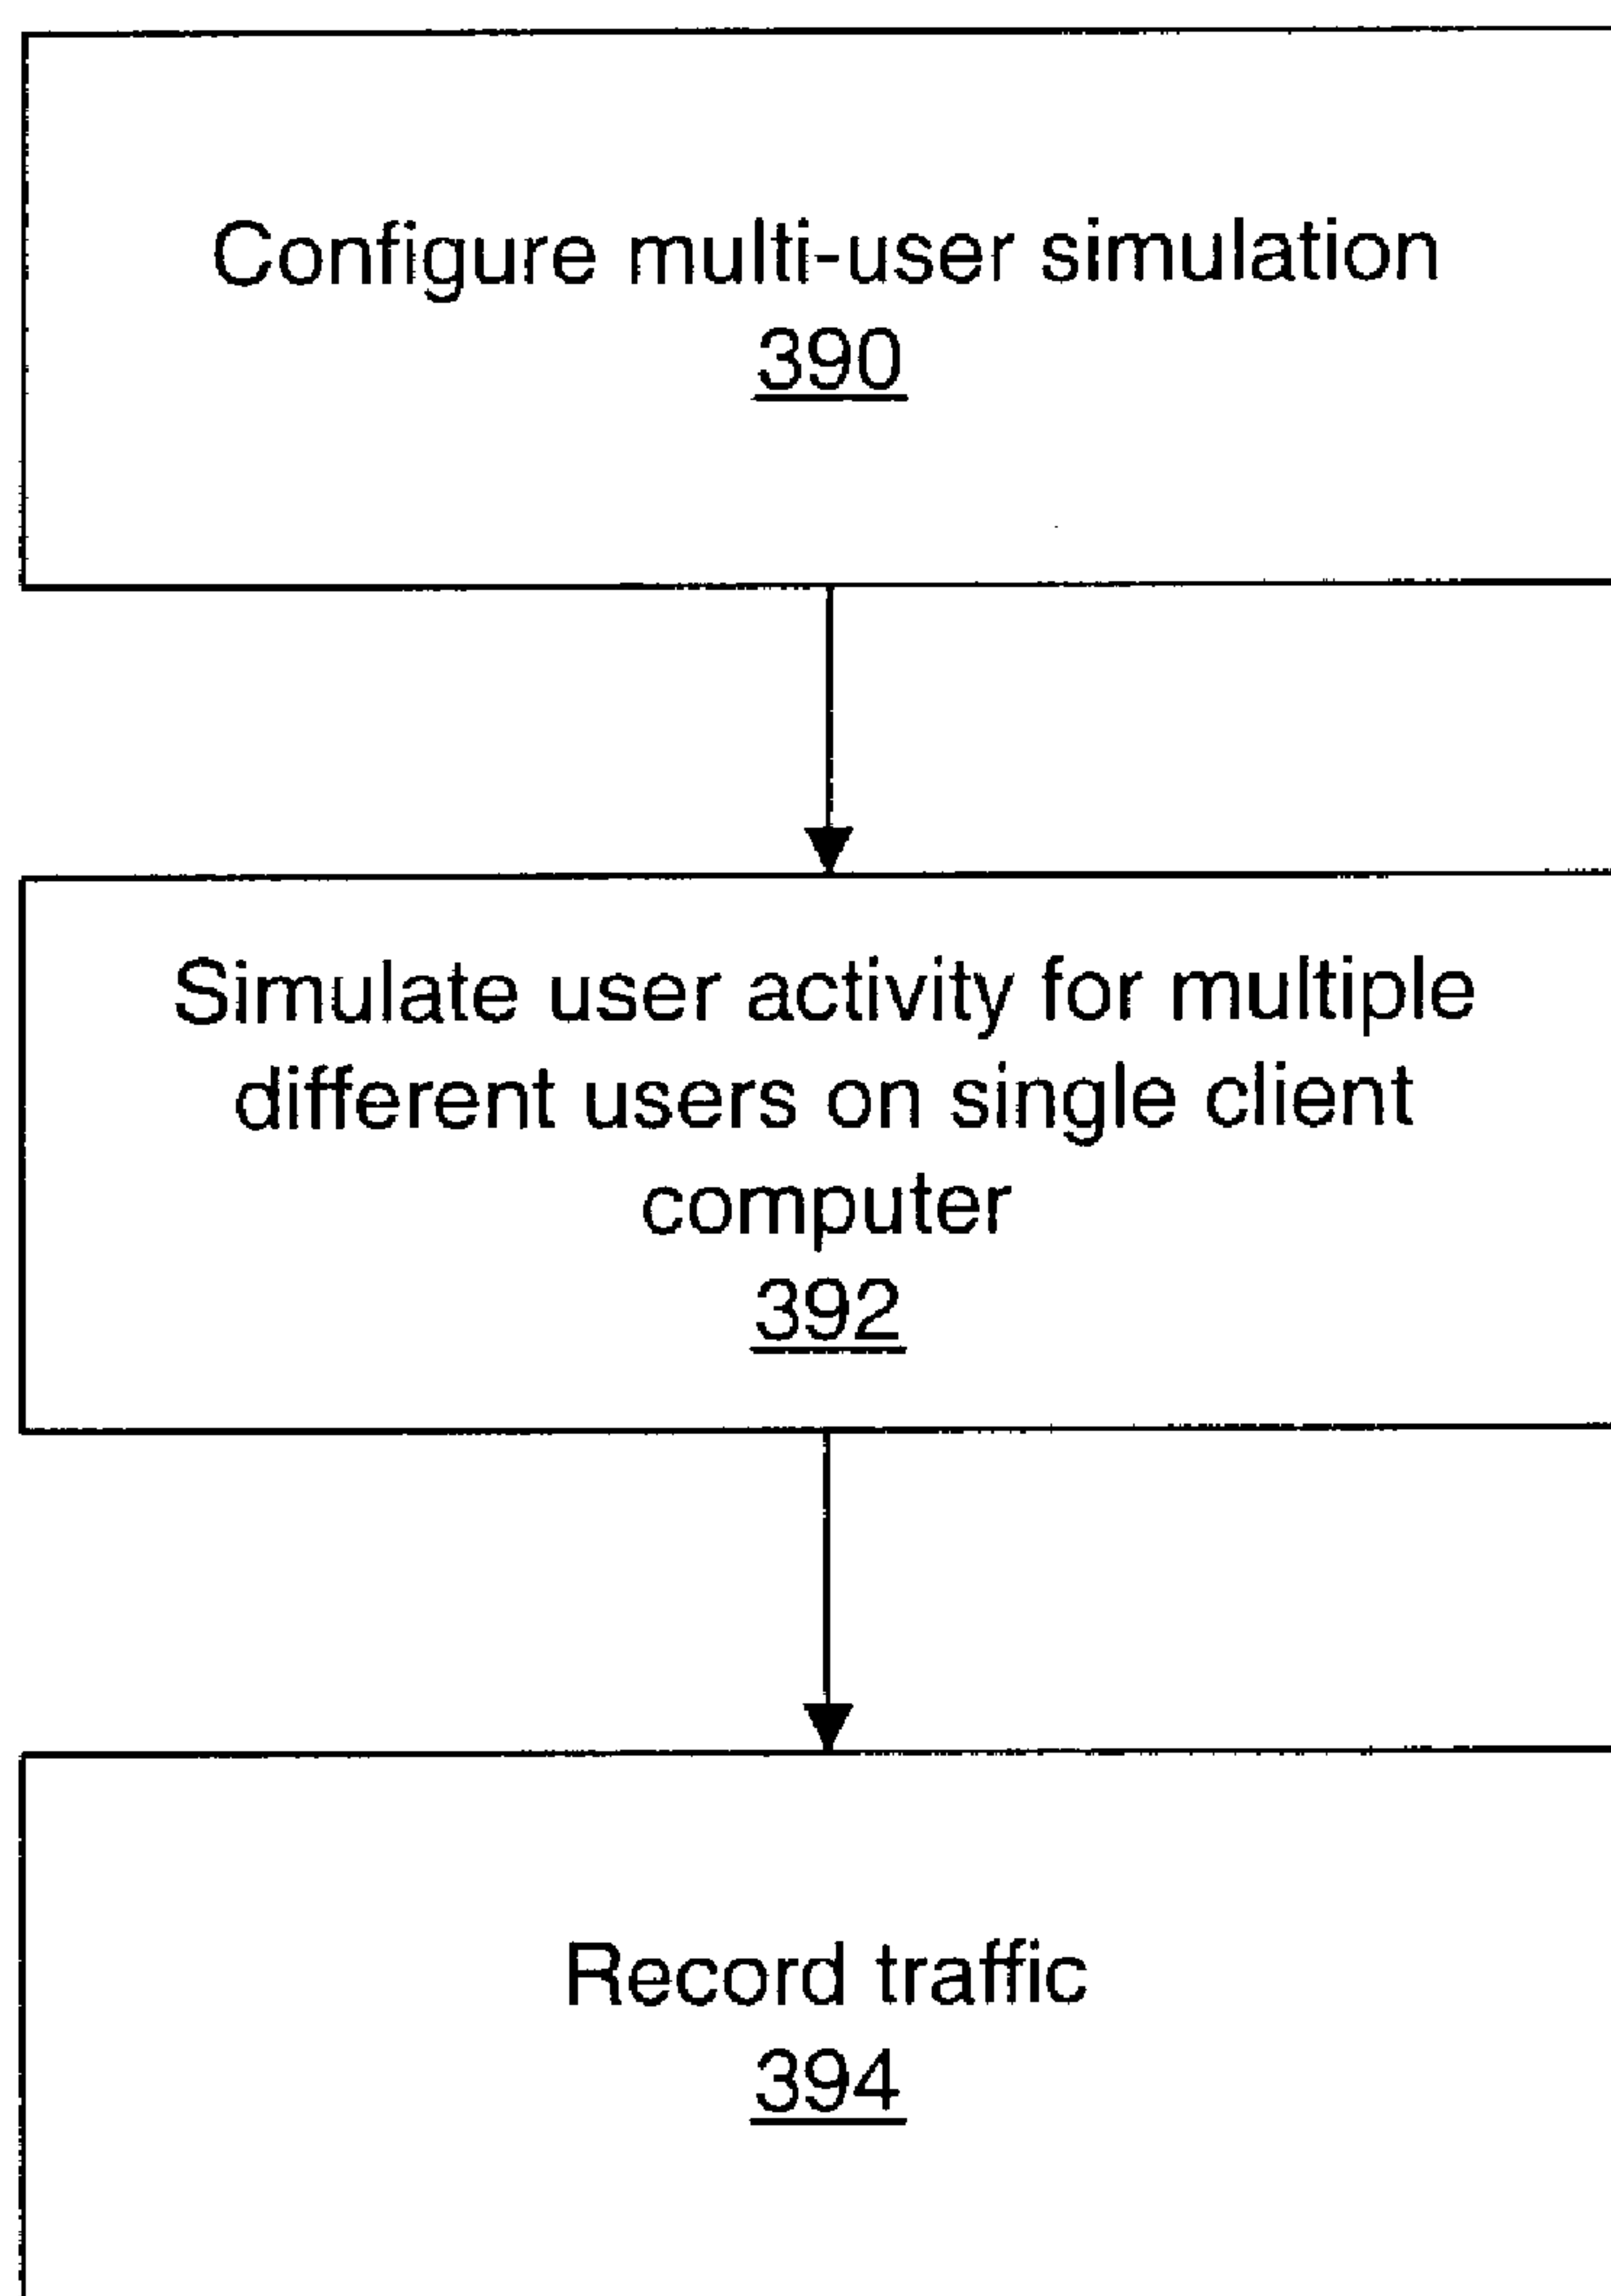 Configure multi-user simulation
390
Simulate user activity for multiple
different users on single client
computer
392
Record traffic
394